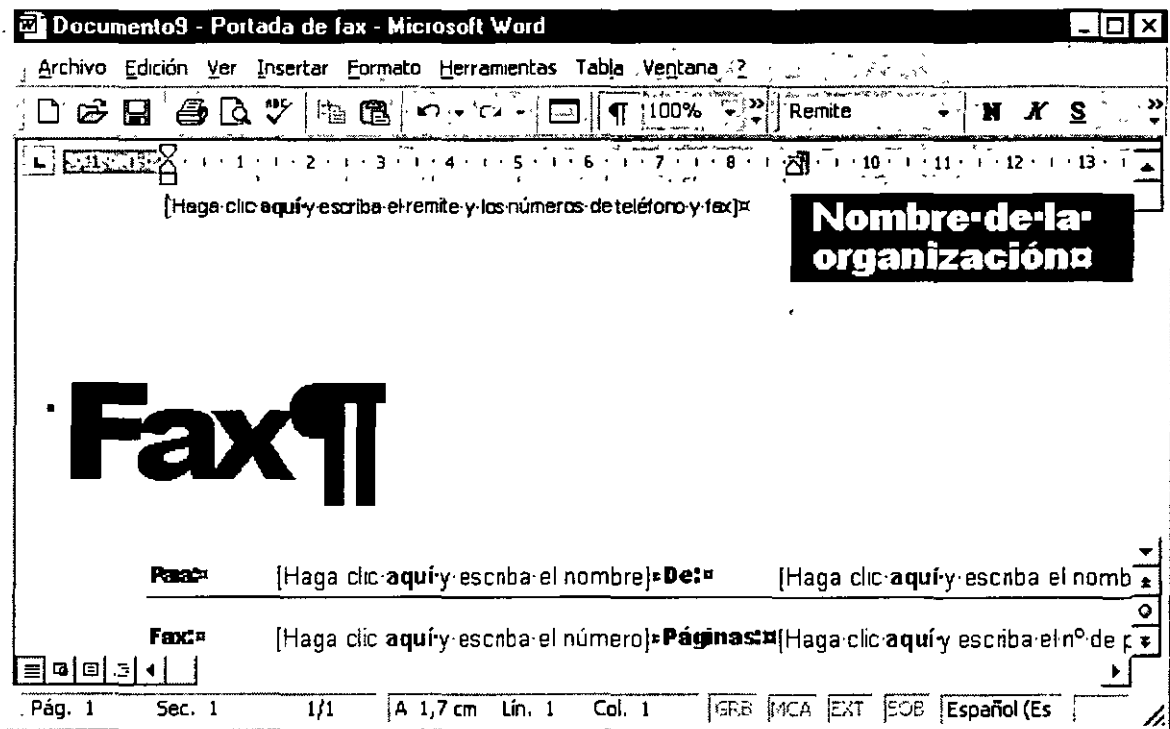 Documento9 - Portada de fax - Microsoft Word
Archivo Edición Ver Insertar Formato Herramientas Tabla Ventana ?
ABC ¶ 100% » Remite N K S »
L 1 1 2 3 4 5 6 7 8 10 11 12 13
[Haga·clic·aquí·y·escriba·el·remite·y·los·números·de·teléfono·y·fax]¤
Nombre·de·la·
organización¤
Fax¶
Para:¤ [Haga clic·aquí·y·escriba·el nombre]¤De:¤ [Haga clic·aquí·y·escriba el nomb
Fax:¤ [Haga clic aquí·y·escriba·el número]¤Páginas:¤[Haga·clic·aquí·y escriba·el·nº·de p
Pág. 1 Sec. 1 1/1 A 1,7 cm Lín. 1 Col. 1 GRB MCA EXT SOB Español (Es